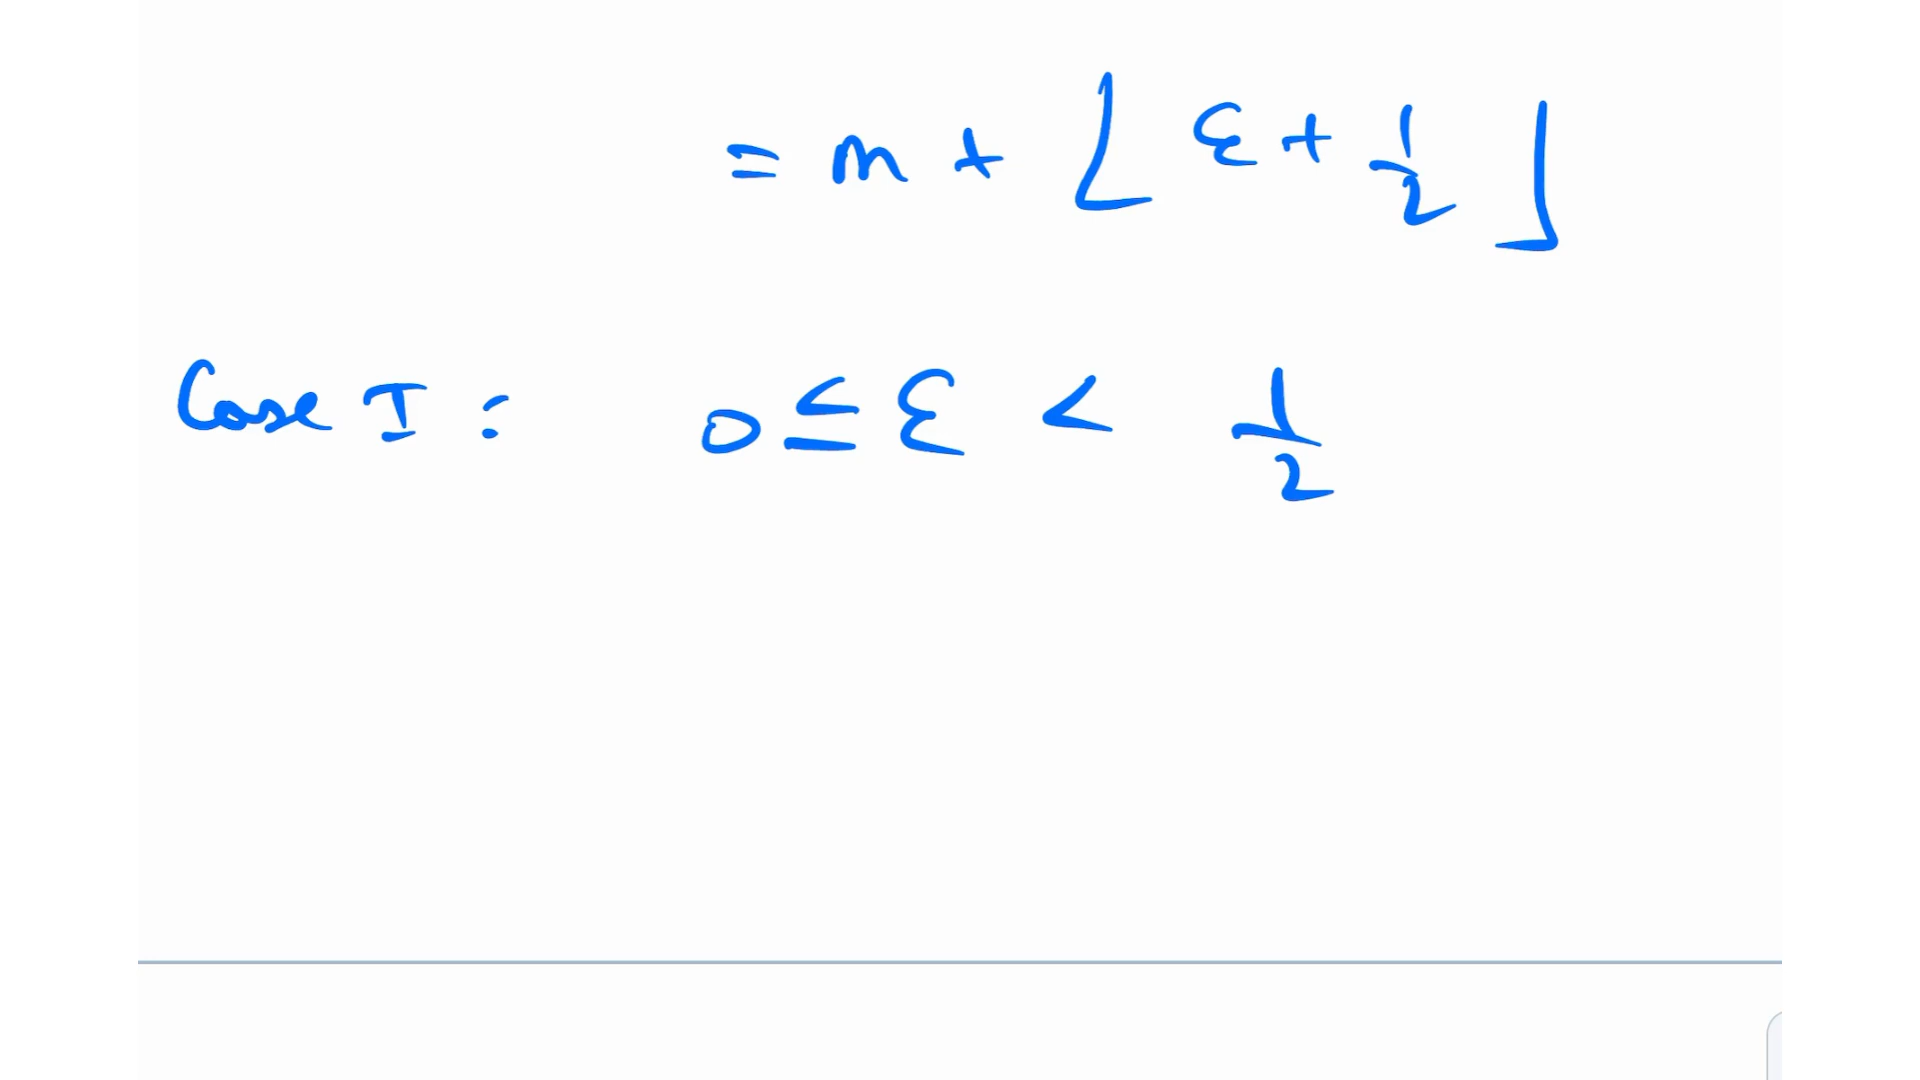 = m + ⌊ ε + 1/2 ⌋
Case I : 0 ≤ ε < 1/2